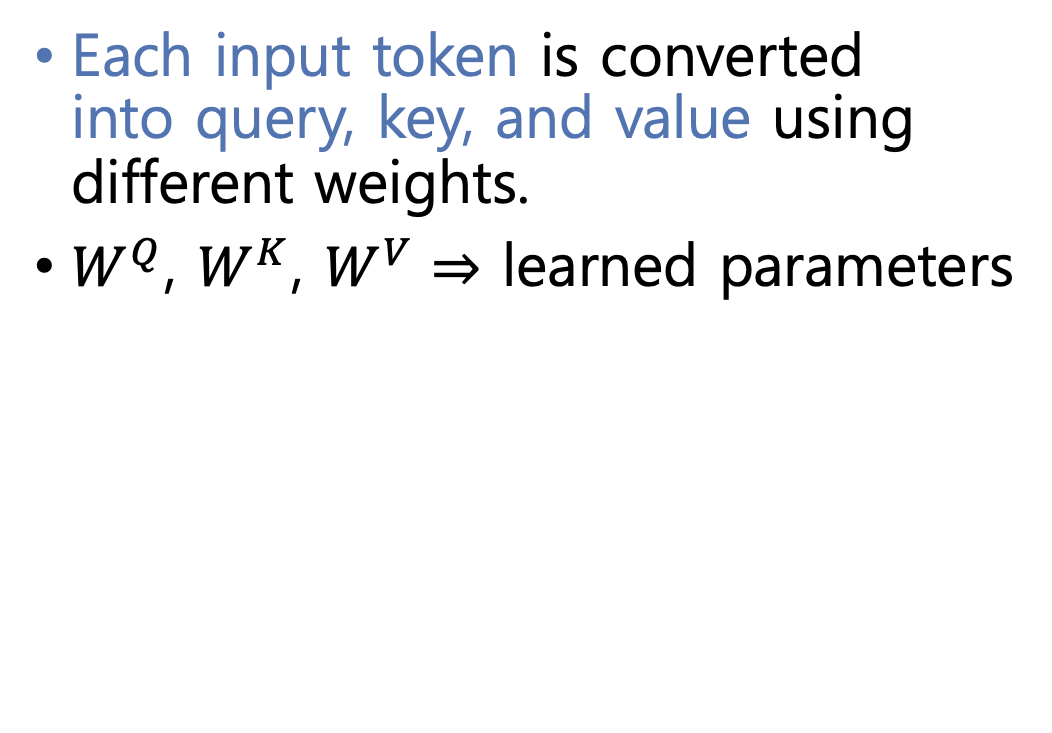 • Each input token is converted
into query, key, and value using
different weights.
• W^Q, W^K, W^V ⇒ learned parameters